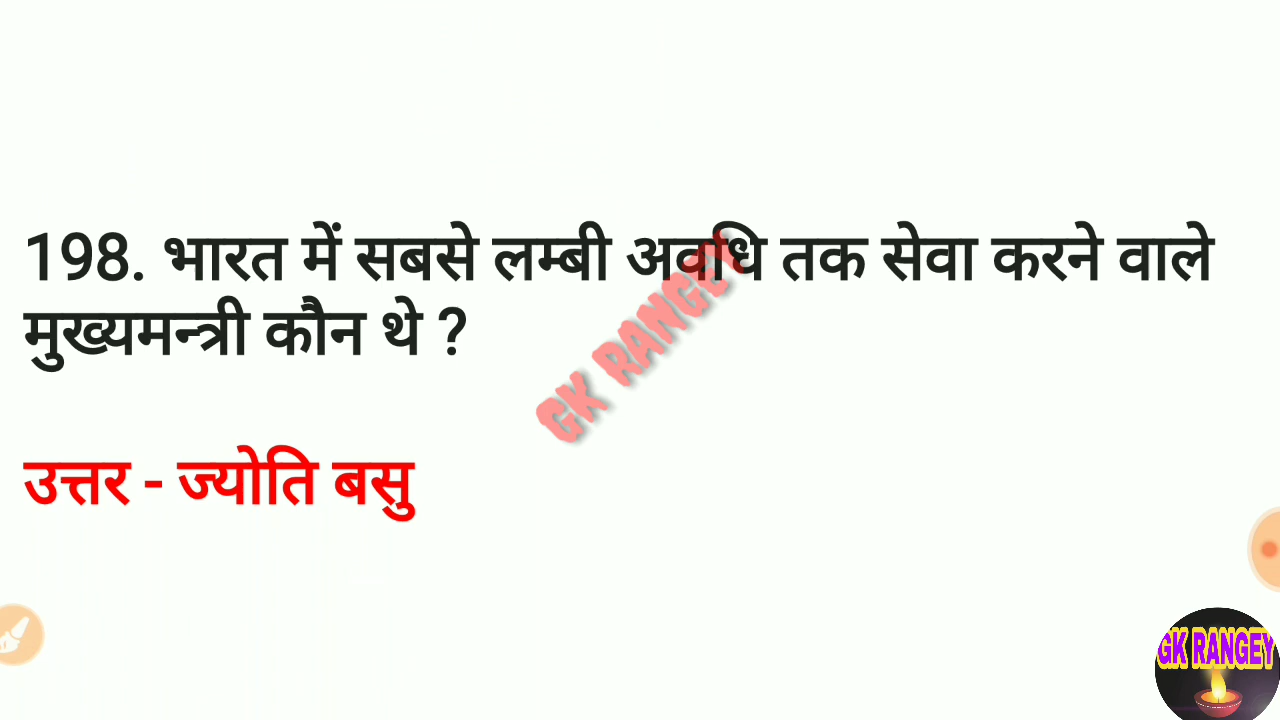 198. भारत में सबसे लम्बी अवधि तक सेवा करने वाले
मुख्यमन्त्री कौन थे ?
GK RANGEY
उत्तर - ज्योति बसु
GK RANGEY